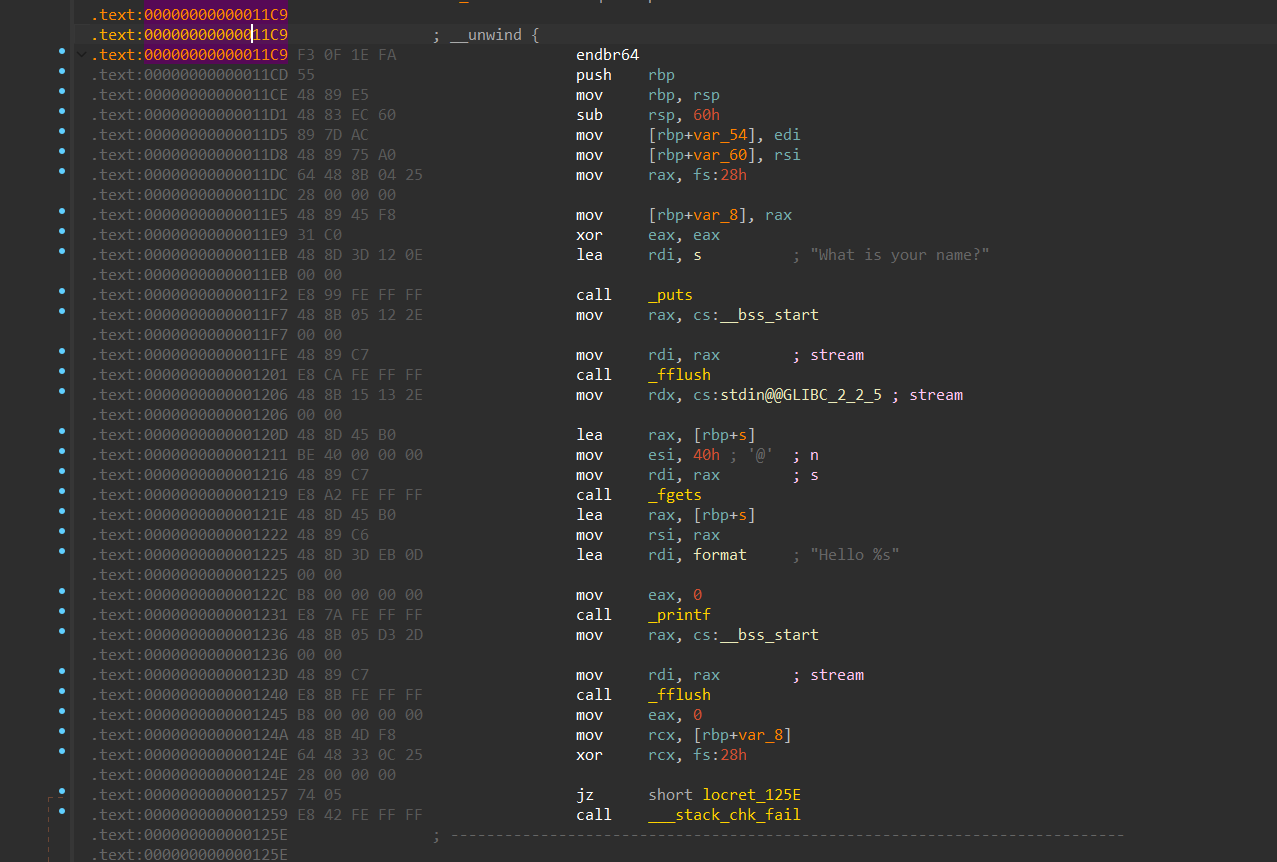 .text:00000000000011C9
.text:00000000000011C9 ; __unwind {
.text:00000000000011C9 F3 0F 1E FA endbr64
.text:00000000000011CD 55 push rbp
.text:00000000000011CE 48 89 E5 mov rbp, rsp
.text:00000000000011D1 48 83 EC 60 sub rsp, 60h
.text:00000000000011D5 89 7D AC mov [rbp+var_54], edi
.text:00000000000011D8 48 89 75 A0 mov [rbp+var_60], rsi
.text:00000000000011DC 64 48 8B 04 25 mov rax, fs:28h
.text:00000000000011DC 28 00 00 00
.text:00000000000011E5 48 89 45 F8 mov [rbp+var_8], rax
.text:00000000000011E9 31 C0 xor eax, eax
.text:00000000000011EB 48 8D 3D 12 0E lea rdi, s ; "What is your name?"
.text:00000000000011EB 00 00
.text:00000000000011F2 E8 99 FE FF FF call _puts
.text:00000000000011F7 48 8B 05 12 2E mov rax, cs:__bss_start
.text:00000000000011F7 00 00
.text:00000000000011FE 48 89 C7 mov rdi, rax ; stream
.text:0000000000001201 E8 CA FE FF FF call _fflush
.text:0000000000001206 48 8B 15 13 2E mov rdx, cs:stdin@@GLIBC_2_2_5 ; stream
.text:0000000000001206 00 00
.text:000000000000120D 48 8D 45 B0 lea rax, [rbp+s]
.text:0000000000001211 BE 40 00 00 00 mov esi, 40h ; '@' ; n
.text:0000000000001216 48 89 C7 mov rdi, rax ; s
.text:0000000000001219 E8 A2 FE FF FF call _fgets
.text:000000000000121E 48 8D 45 B0 lea rax, [rbp+s]
.text:0000000000001222 48 89 C6 mov rsi, rax
.text:0000000000001225 48 8D 3D EB 0D lea rdi, format ; "Hello %s"
.text:0000000000001225 00 00
.text:000000000000122C B8 00 00 00 00 mov eax, 0
.text:0000000000001231 E8 7A FE FF FF call _printf
.text:0000000000001236 48 8B 05 D3 2D mov rax, cs:__bss_start
.text:0000000000001236 00 00
.text:000000000000123D 48 89 C7 mov rdi, rax ; stream
.text:0000000000001240 E8 8B FE FF FF call _fflush
.text:0000000000001245 B8 00 00 00 00 mov eax, 0
.text:000000000000124A 48 8B 4D F8 mov rcx, [rbp+var_8]
.text:000000000000124E 64 48 33 0C 25 xor rcx, fs:28h
.text:000000000000124E 28 00 00 00
.text:0000000000001257 74 05 jz short locret_125E
.text:0000000000001259 E8 42 FE FF FF call ___stack_chk_fail
.text:000000000000125E ; ---------------------------------------------------------------------------
.text:000000000000125E